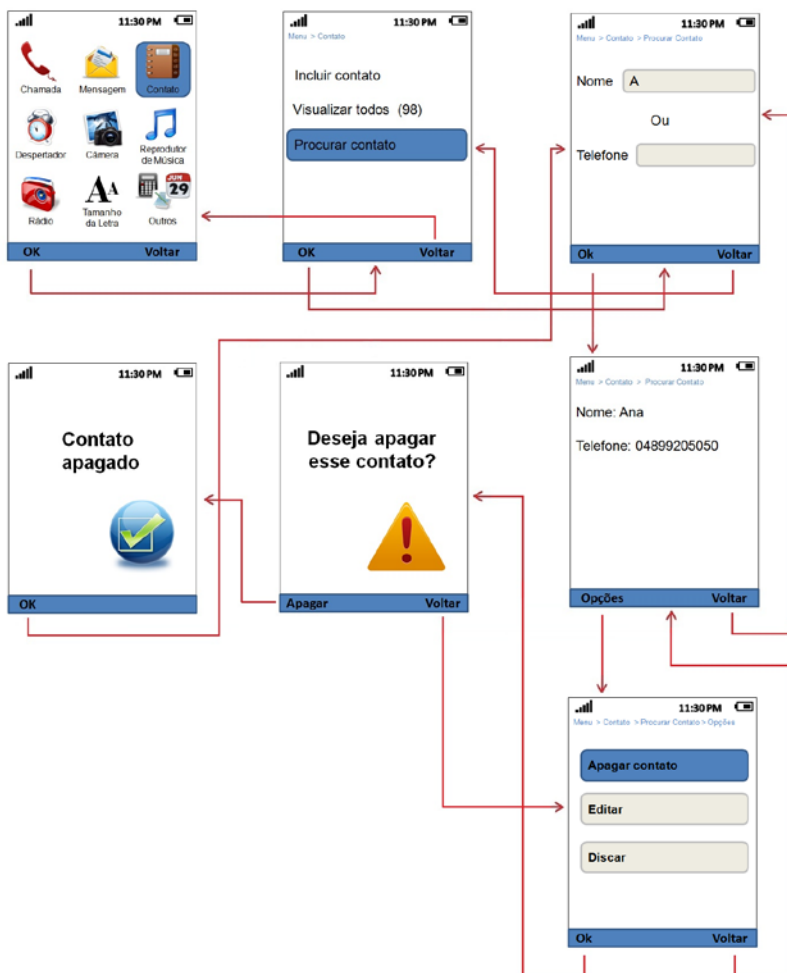 11:30 PM
Chamada
Mensagem
Contato
Despertador
Câmera
Reprodutor
de Música
Rádio
AA
Tamanho
da Letra
JUN
29
Outros
OK
Voltar
11:30 PM
Menu > Contato
Incluir contato
Visualizar todos (98)
Procurar contato
OK
Voltar
11:30 PM
Menu > Contato > Procurar Contato
Nome A
Ou
Telefone
Ok
Voltar
11:30 PM
Contato
apagado
OK
11:30 PM
Deseja apagar
esse contato?
Apagar
Voltar
11:30 PM
Menu > Contato > Procurar Contato
Nome: Ana
Telefone: 04899205050
Opções
Voltar
11:30 PM
Menu > Contato > Procurar Contato > Opções
Apagar contato
Editar
Discar
Ok
Voltar